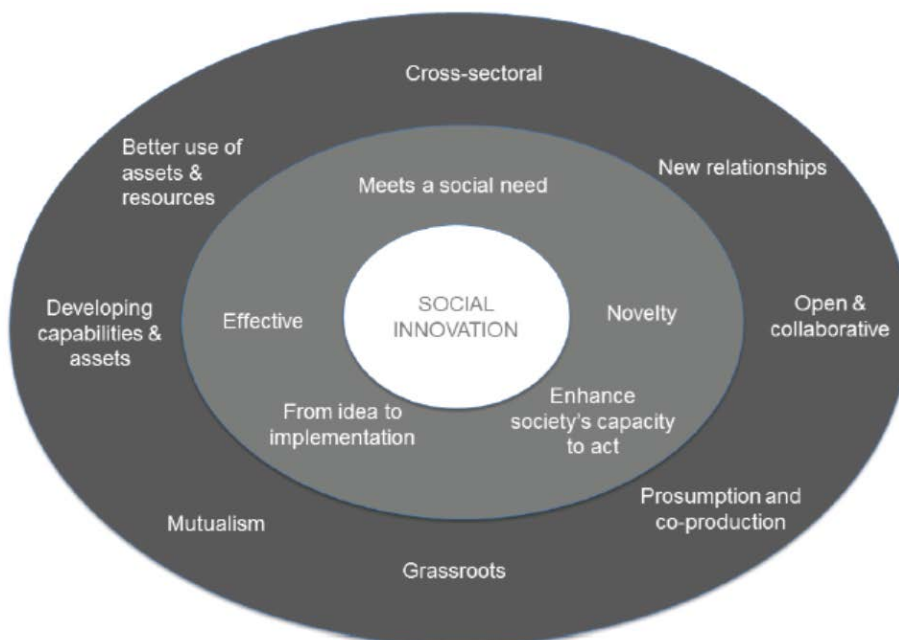 Cross-sectoral
Better use of
assets &
resources
New relationships
Meets a social need
Developing
capabilities &
assets
Effective
SOCIAL
INNOVATION
Novelty
Open &
collaborative
From idea to
implementation
Enhance
society's capacity
to act
Mutualism
Prosumption and
co-production
Grassroots